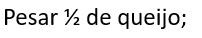 Pesar ½ de queijo;